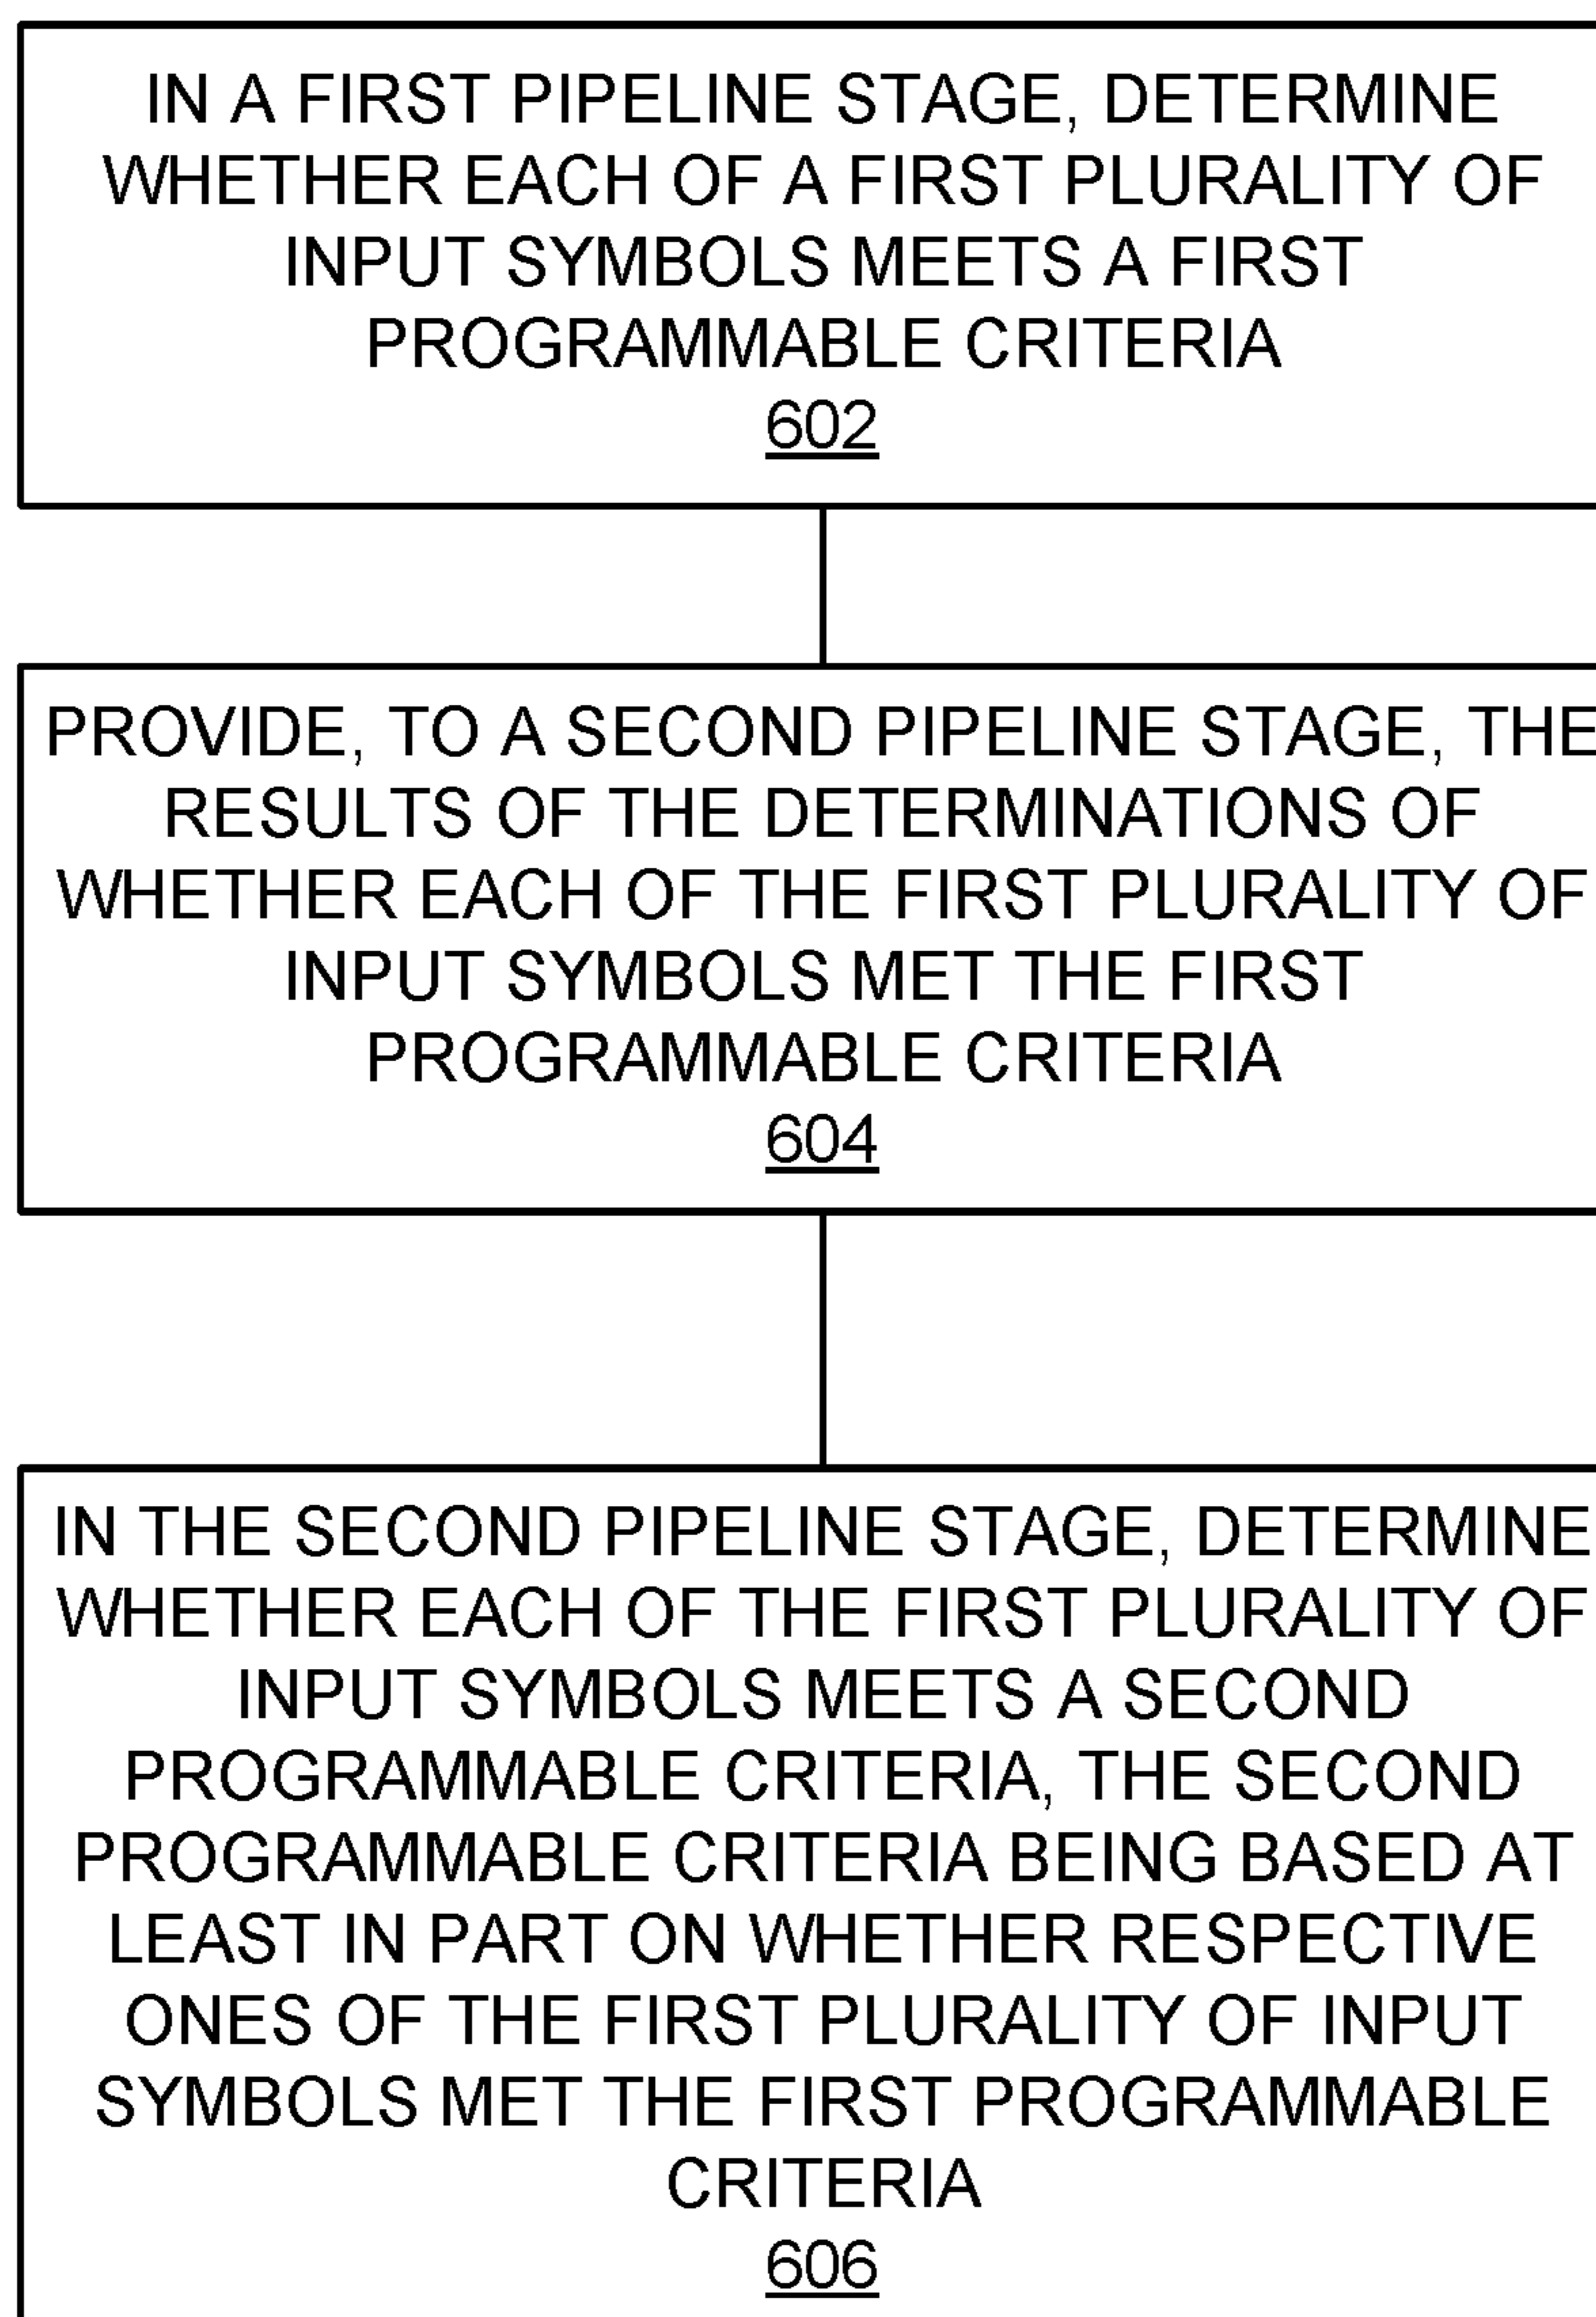 IN A FIRST PIPELINE STAGE, DETERMINE
WHETHER EACH OF A FIRST PLURALITY OF
INPUT SYMBOLS MEETS A FIRST
PROGRAMMABLE CRITERIA
602
PROVIDE, TO A SECOND PIPELINE STAGE, THE
RESULTS OF THE DETERMINATIONS OF
WHETHER EACH OF THE FIRST PLURALITY OF
INPUT SYMBOLS MET THE FIRST
PROGRAMMABLE CRITERIA
604
IN THE SECOND PIPELINE STAGE, DETERMINE
WHETHER EACH OF THE FIRST PLURALITY OF
INPUT SYMBOLS MEETS A SECOND
PROGRAMMABLE CRITERIA, THE SECOND
PROGRAMMABLE CRITERIA BEING BASED AT
LEAST IN PART ON WHETHER RESPECTIVE
ONES OF THE FIRST PLURALITY OF INPUT
SYMBOLS MET THE FIRST PROGRAMMABLE
CRITERIA
606